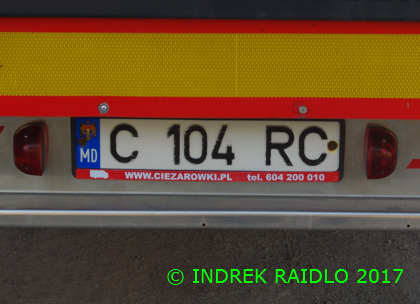 MD C 104 RC
WWW.CIEZAROWKI.PL tel. 604 200 010
© INDREK RAIDLO 2017